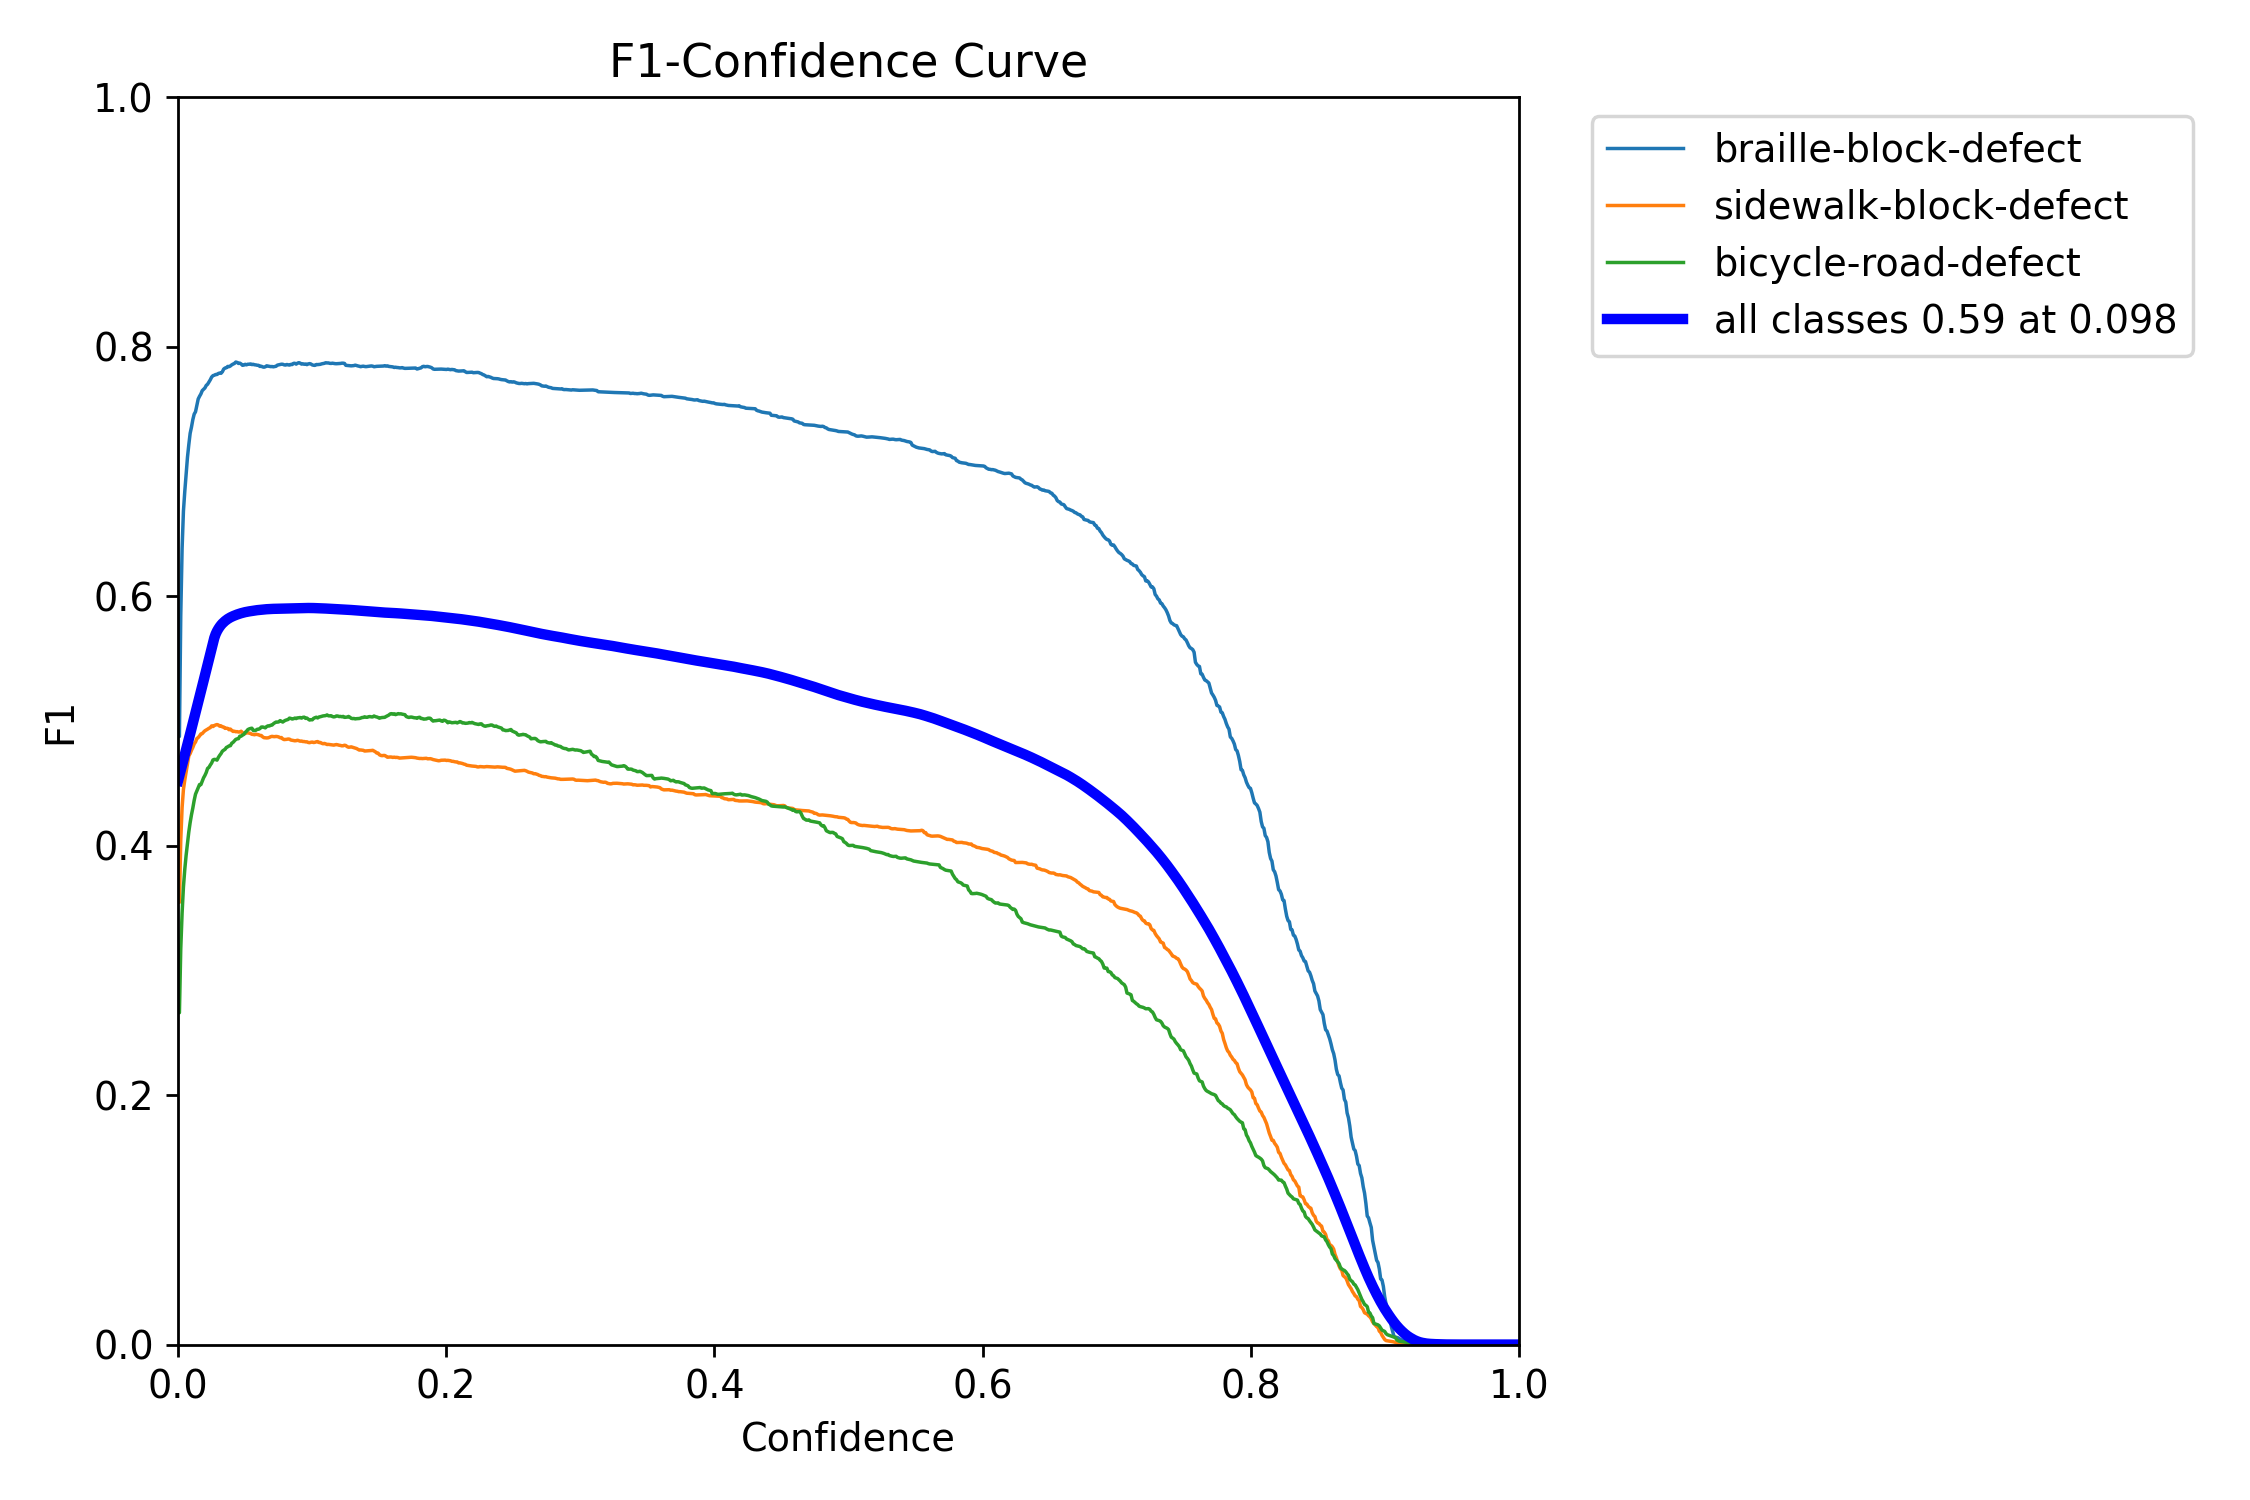 F1-Confidence Curve
1.0
0.8
0.6
0.4
0.2
0.0
F1
0.0 0.2 0.4 0.6 0.8 1.0
Confidence
braille-block-defect
sidewalk-block-defect
bicycle-road-defect
all classes 0.59 at 0.098